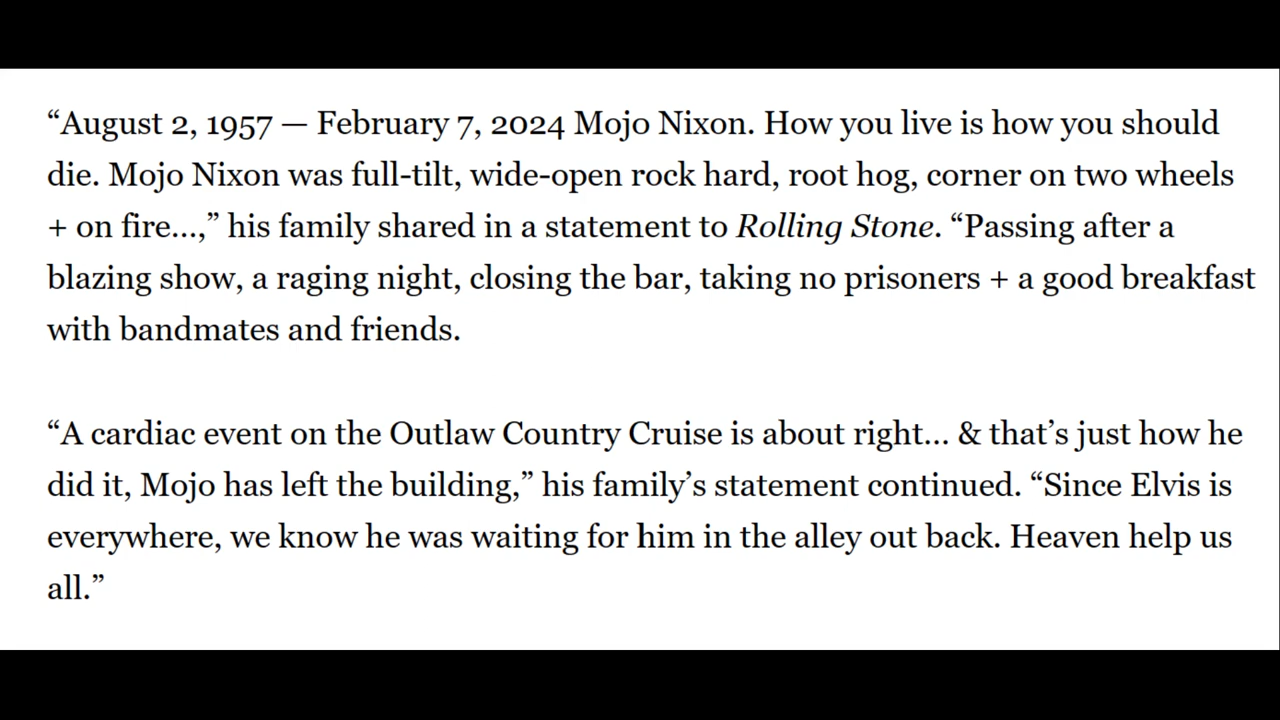 “August 2, 1957 — February 7, 2024 Mojo Nixon. How you live is how you should
die. Mojo Nixon was full-tilt, wide-open rock hard, root hog, corner on two wheels
+ on fire…,” his family shared in a statement to Rolling Stone. “Passing after a
blazing show, a raging night, closing the bar, taking no prisoners + a good breakfast
with bandmates and friends.
“A cardiac event on the Outlaw Country Cruise is about right… & that’s just how he
did it, Mojo has left the building,” his family’s statement continued. “Since Elvis is
everywhere, we know he was waiting for him in the alley out back. Heaven help us
all.”